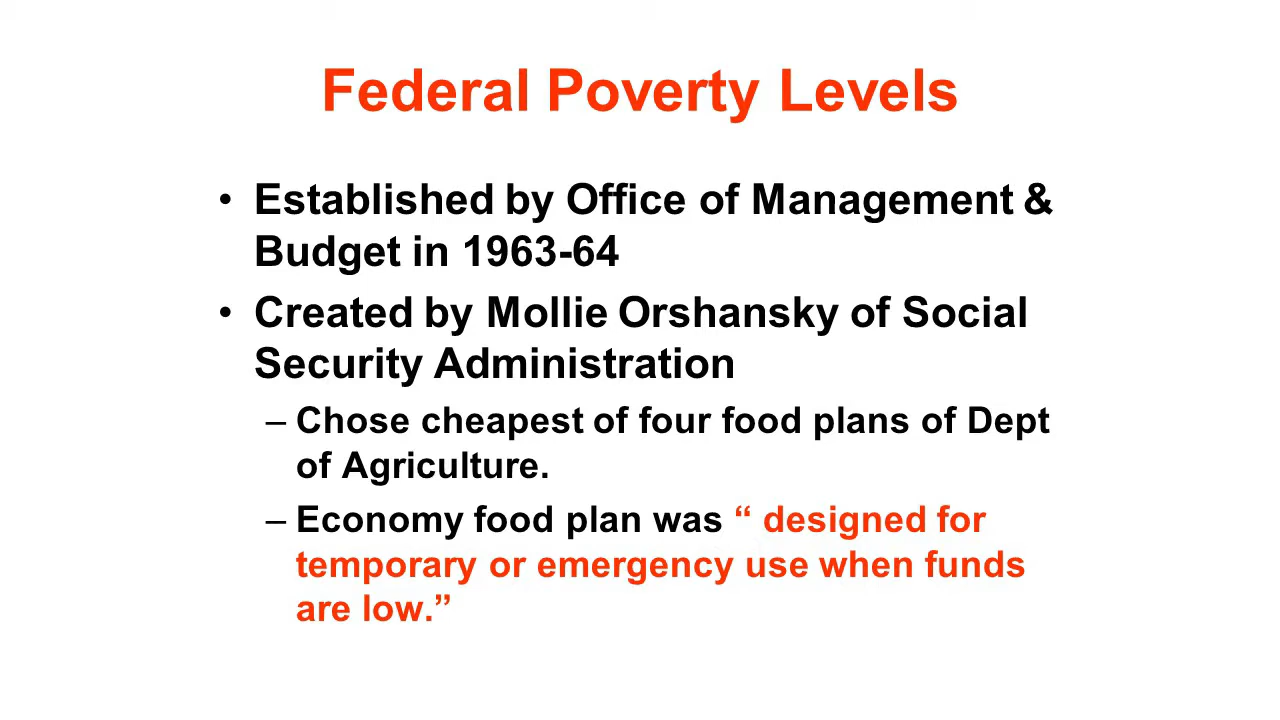 Federal Poverty Levels
• Established by Office of Management &
Budget in 1963-64
• Created by Mollie Orshansky of Social
Security Administration
– Chose cheapest of four food plans of Dept
of Agriculture.
– Economy food plan was “ designed for
temporary or emergency use when funds
are low.”